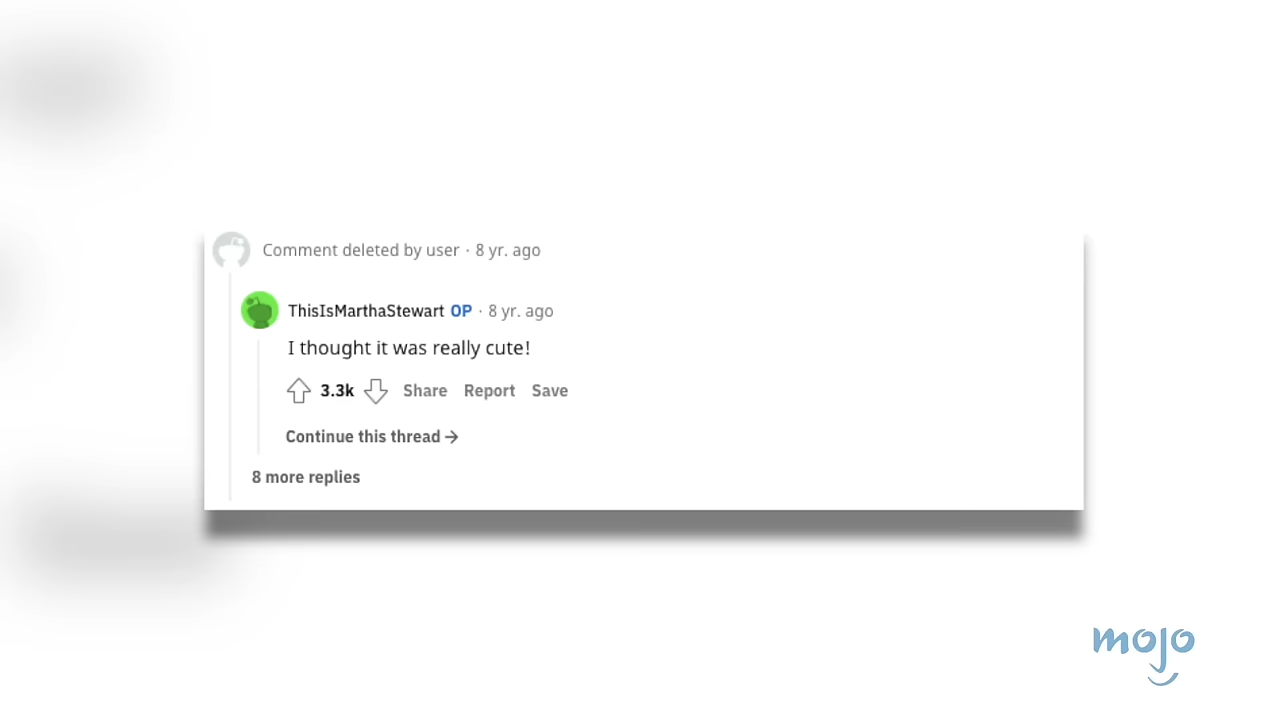 Comment deleted by user · 8 yr. ago
ThisIsMarthaStewart OP · 8 yr. ago
I thought it was really cute!
3.3k Share Report Save
Continue this thread →
8 more replies
mojo